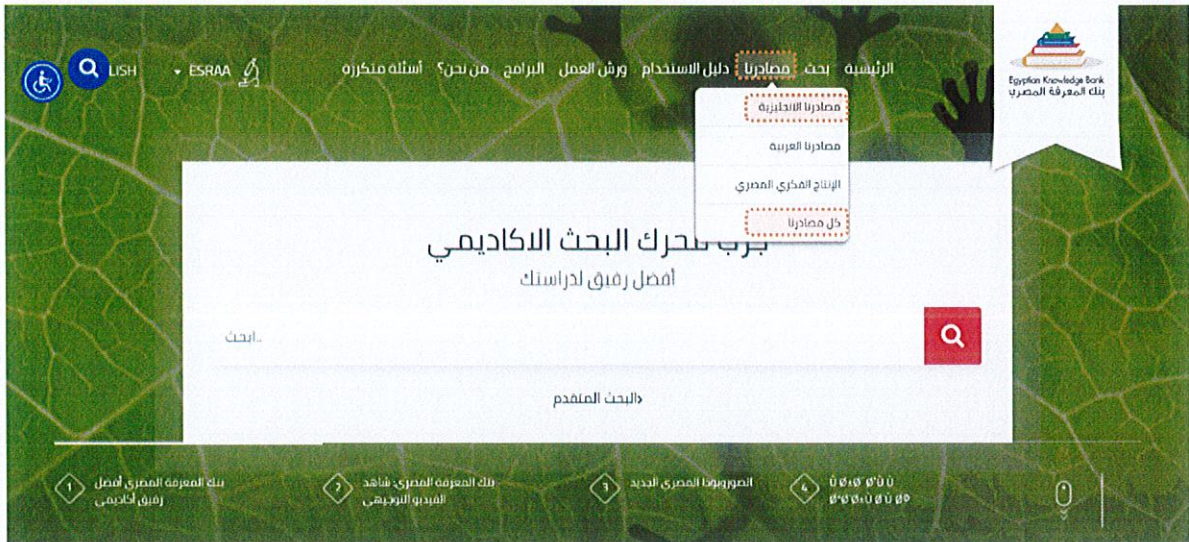 Egyptian Knowledge Bank
بنك المعرفة المصري
الرئيسية بحث مصادرنا دليل الاستخدام ورش العمل البرامج من نحن؟ أسئلة متكررة
ESRAA
LISH
مصادرنا الانجليزية
مصادرنا العربية
الإنتاج الفكري المصري
كل مصادرنا
جرب محرك البحث الاكاديمي
أفضل رفيق لدراستك
ابحث..
البحث المتقدم›
1
بنك المعرفة المصري أفضل
رفيق أكاديمي
2
بنك المعرفة المصري: شاهد
الفيديو التوجيهي
3
الجديد المصري
4